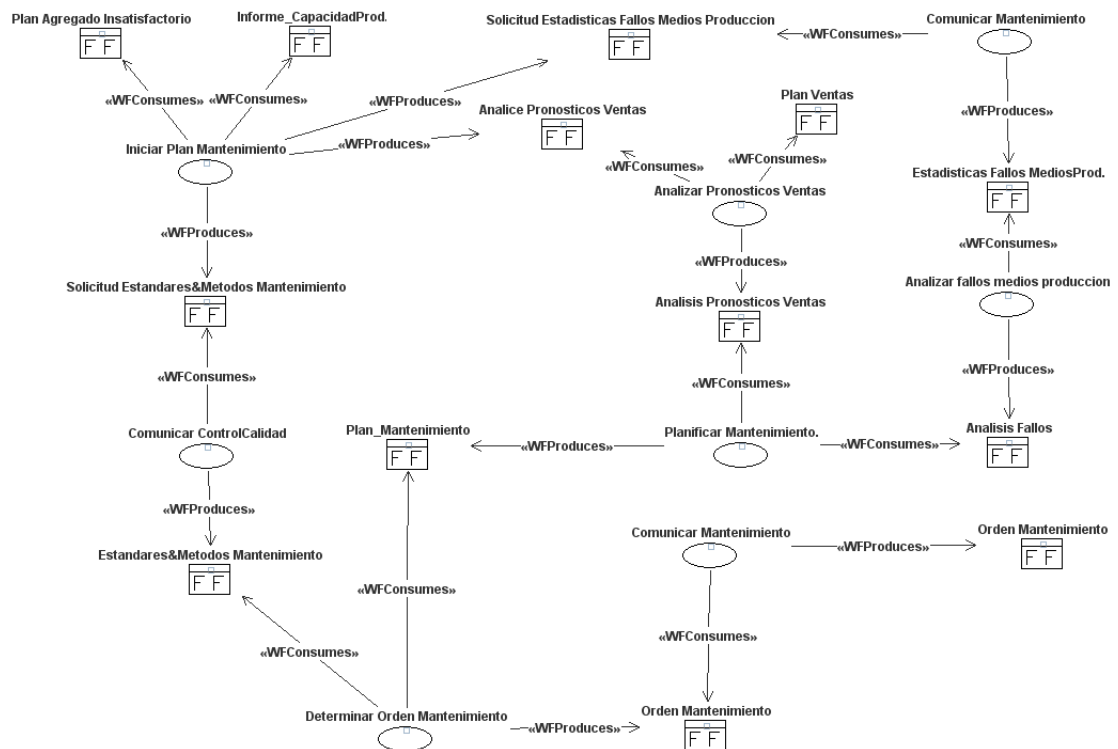 Plan Agregado Insatisfactorio
Informe_CapacidadProd.
Solicitud Estadisticas Fallos Medios Produccion
Comunicar Mantenimiento
F F
F F
F F
«WFConsumes»
«WFConsumes»
«WFConsumes»
«WFProduces»
Analice Pronosticos Ventas
Plan Ventas
«WFProduces»
F F
F F
«WFProduces»
Iniciar Plan Mantenimiento
«WFConsumes»
«WFConsumes»
Analizar Pronosticos Ventas
Estadisticas Fallos MediosProd.
F F
«WFProduces»
«WFConsumes»
«WFProduces»
Solicitud Estandares&Metodos Mantenimiento
Analizar fallos medios produccion
F F
Analisis Pronosticos Ventas
F F
«WFConsumes»
«WFConsumes»
«WFProduces»
Comunicar ControlCalidad
Plan_Mantenimiento
Planificar Mantenimiento.
Analisis Fallos
«WFProduces»
«WFConsumes»
F F
F F
«WFProduces»
Comunicar Mantenimiento
Orden Mantenimiento
Estandares&Metodos Mantenimiento
«WFProduces»
F F
F F
«WFConsumes»
«WFConsumes»
«WFConsumes»
Determinar Orden Mantenimiento
Orden Mantenimiento
«WFProduces»
F F